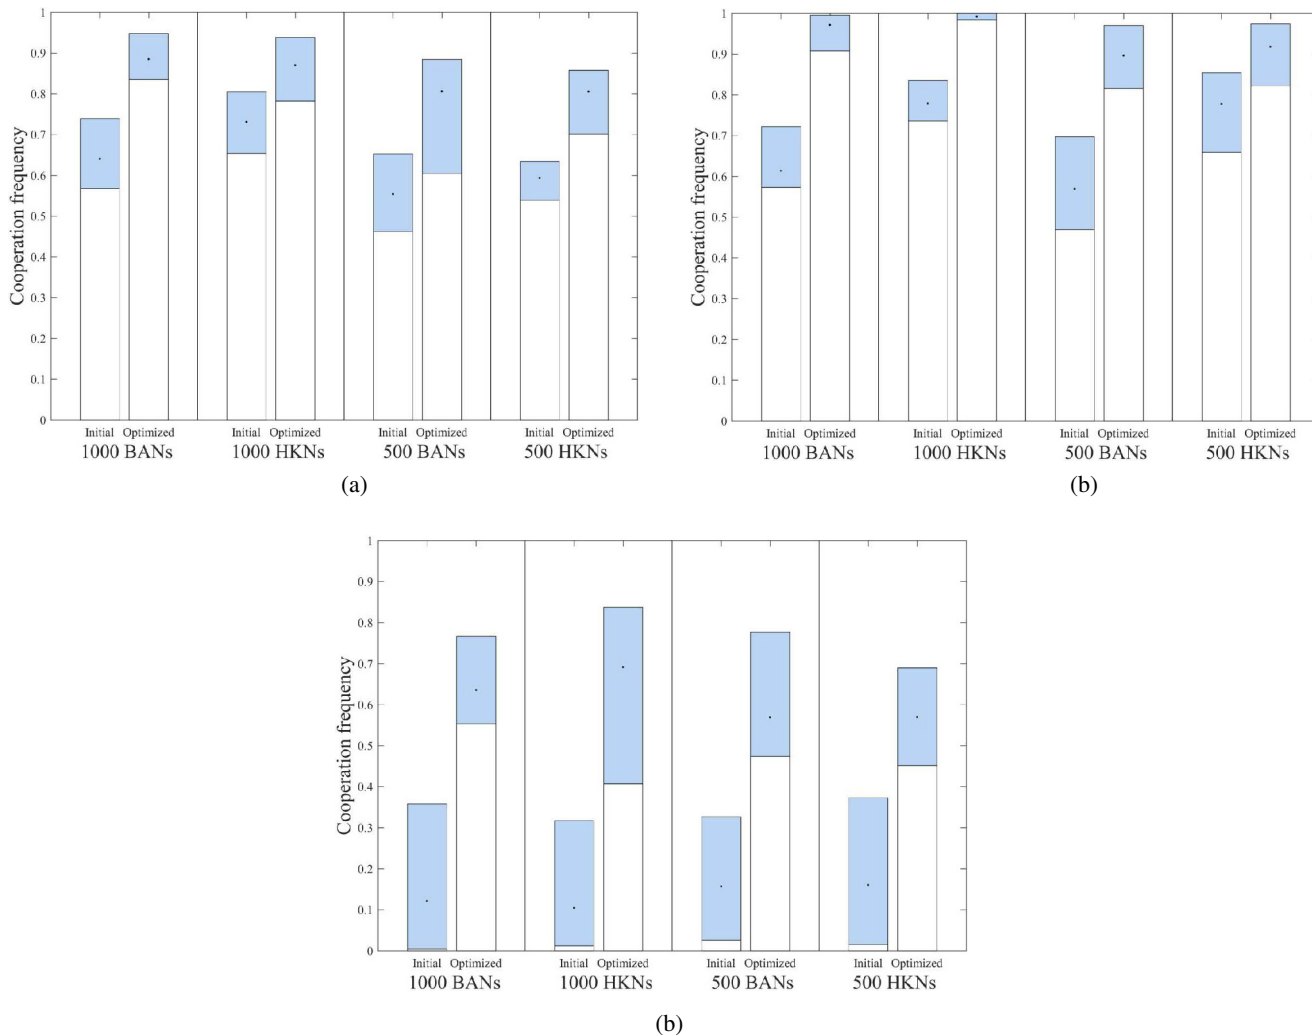 1
0.9
0.8
0.7
0.6
0.5
0.4
0.3
0.2
0.1
0
Cooperation frequency
Initial Optimized Initial Optimized Initial Optimized Initial Optimized
1000 BANs 1000 HKNs 500 BANs 500 HKNs
(a)
1
0.9
0.8
0.7
0.6
0.5
0.4
0.3
0.2
0.1
0
Cooperation frequency
Initial Optimized Initial Optimized Initial Optimized Initial Optimized
1000 BANs 1000 HKNs 500 BANs 500 HKNs
(b)
1
0.9
0.8
0.7
0.6
0.5
0.4
0.3
0.2
0.1
0
Cooperation frequency
Initial Optimized Initial Optimized Initial Optimized Initial Optimized
1000 BANs 1000 HKNs 500 BANs 500 HKNs
(b)